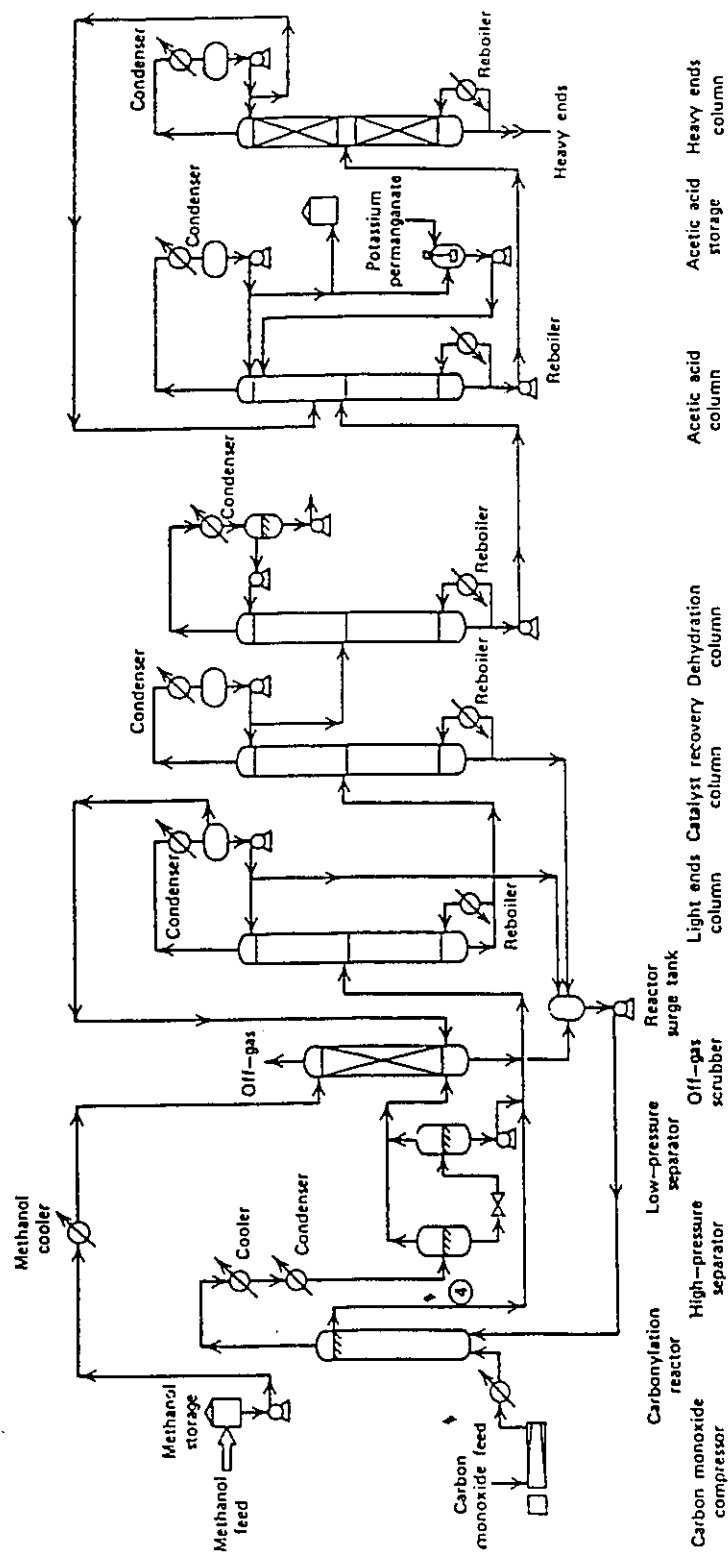 Methanol
feed
Methanol
storage
Methanol
cooler
Carbon
monoxide feed
Cooler
Condenser
4
Off-gas
Condenser
Reboiler
Condenser
Reboiler
Condenser
Reboiler
Condenser
Reboiler
Potassium
permanganate
Condenser
Reboiler
Heavy ends
Carbon monoxide
compressor
Carbonylation
reactor
High-pressure
separator
Low-pressure
separator
Off-gas
scrubber
Reactor
surge tank
Light ends
column
Catalyst recovery
column
Dehydration
column
Acetic acid
column
Acetic acid
storage
Heavy ends
column